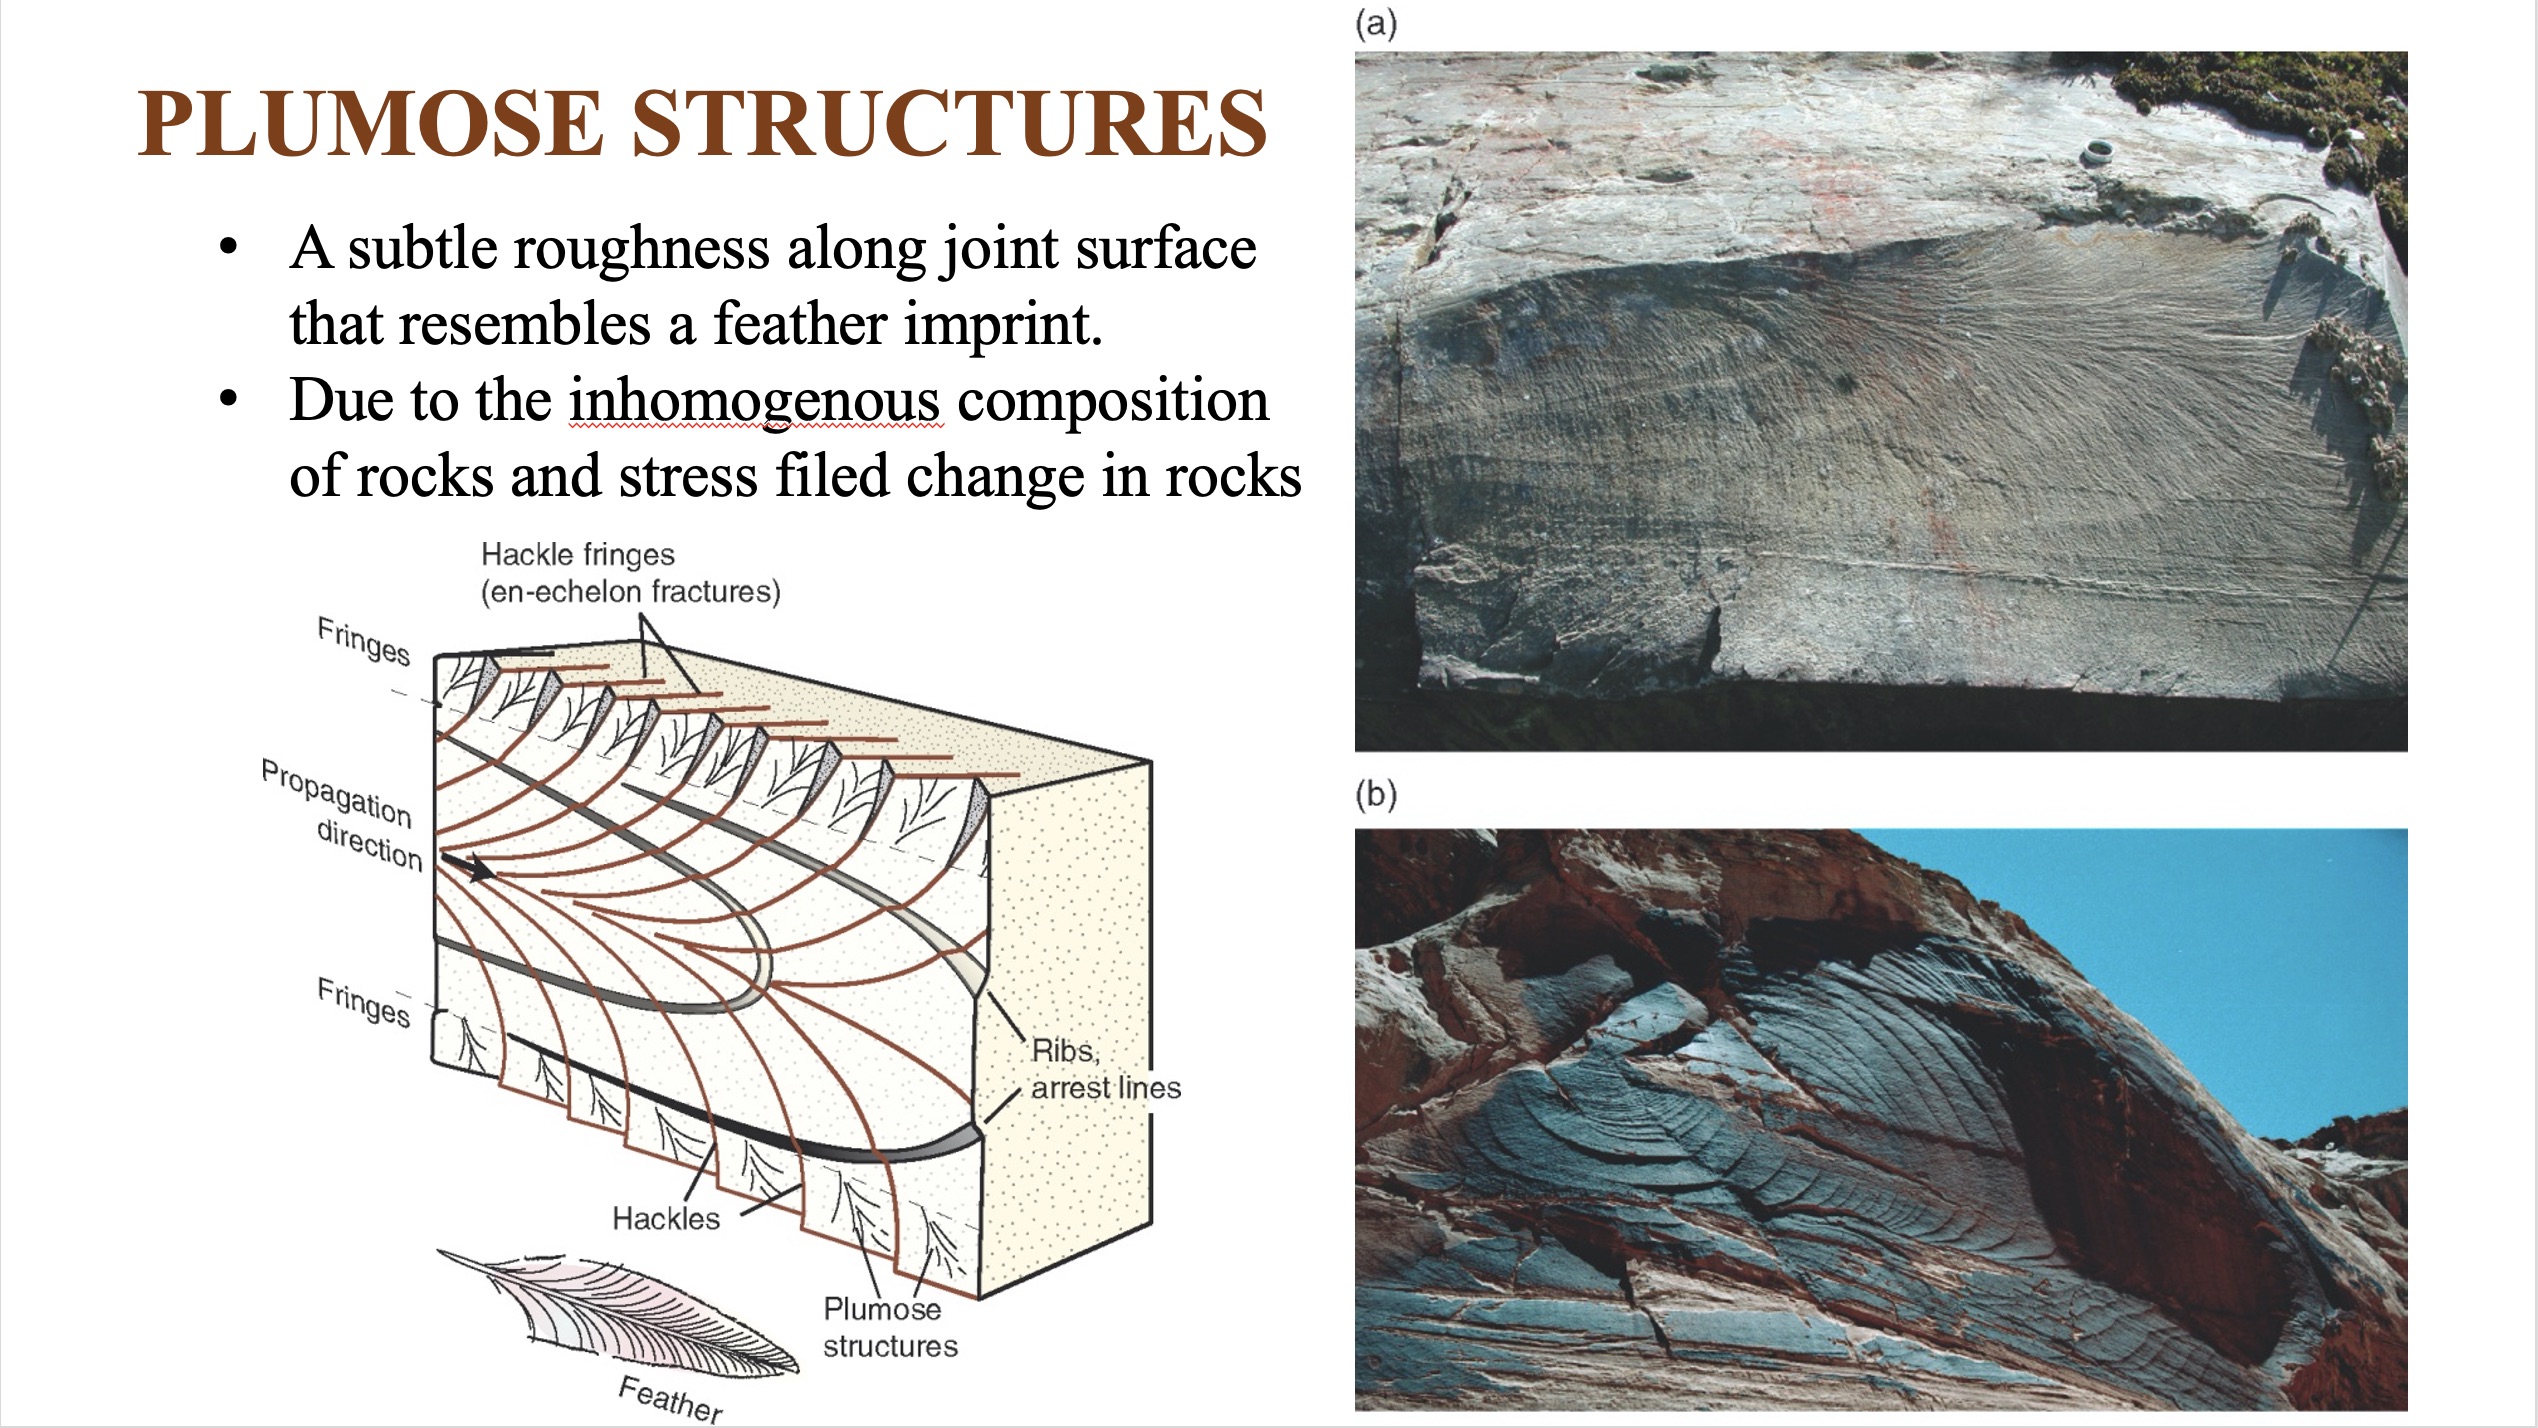 PLUMOSE STRUCTURES
• A subtle roughness along joint surface
that resembles a feather imprint.
• Due to the inhomogenous composition
of rocks and stress filed change in rocks
Hackle fringes
(en-echelon fractures)
Fringes
Propagation
direction
Fringes
Ribs,
arrest lines
Hackles
Plumose
structures
Feather
(a)
(b)